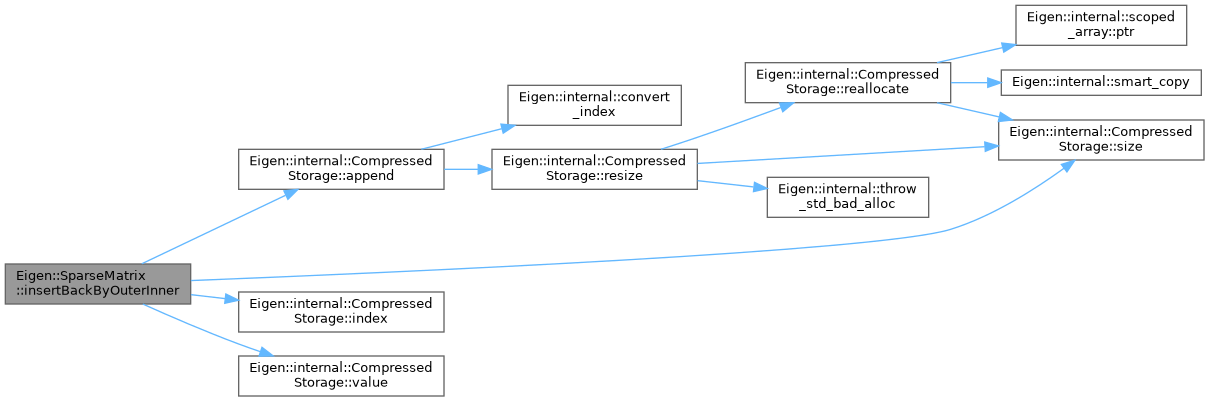 Eigen::internal::scoped
_array::ptr
Eigen::internal::Compressed
Storage::reallocate
Eigen::internal::smart_copy
Eigen::internal::convert
_index
Eigen::internal::Compressed
Storage::size
Eigen::internal::Compressed
Storage::append
Eigen::internal::Compressed
Storage::resize
Eigen::internal::throw
_std_bad_alloc
Eigen::SparseMatrix
::insertBackByOuterInner
Eigen::internal::Compressed
Storage::index
Eigen::internal::Compressed
Storage::value